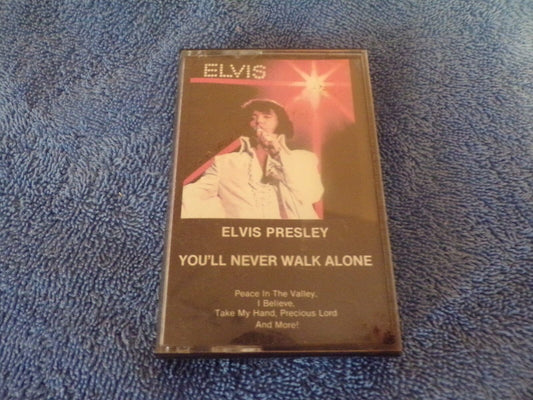 ELVIS
ELVIS PRESLEY
YOU'LL NEVER WALK ALONE
Peace In The Valley,
I Believe,
Take My Hand, Precious Lord
And More!